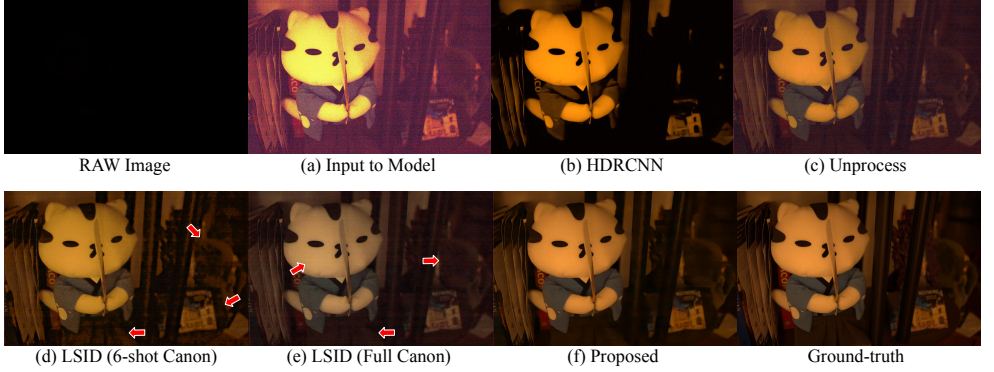 RAW Image
(a) Input to Model
(b) HDRCNN
(c) Unprocess
(d) LSID (6-shot Canon)
(e) LSID (Full Canon)
(f) Proposed
Ground-truth